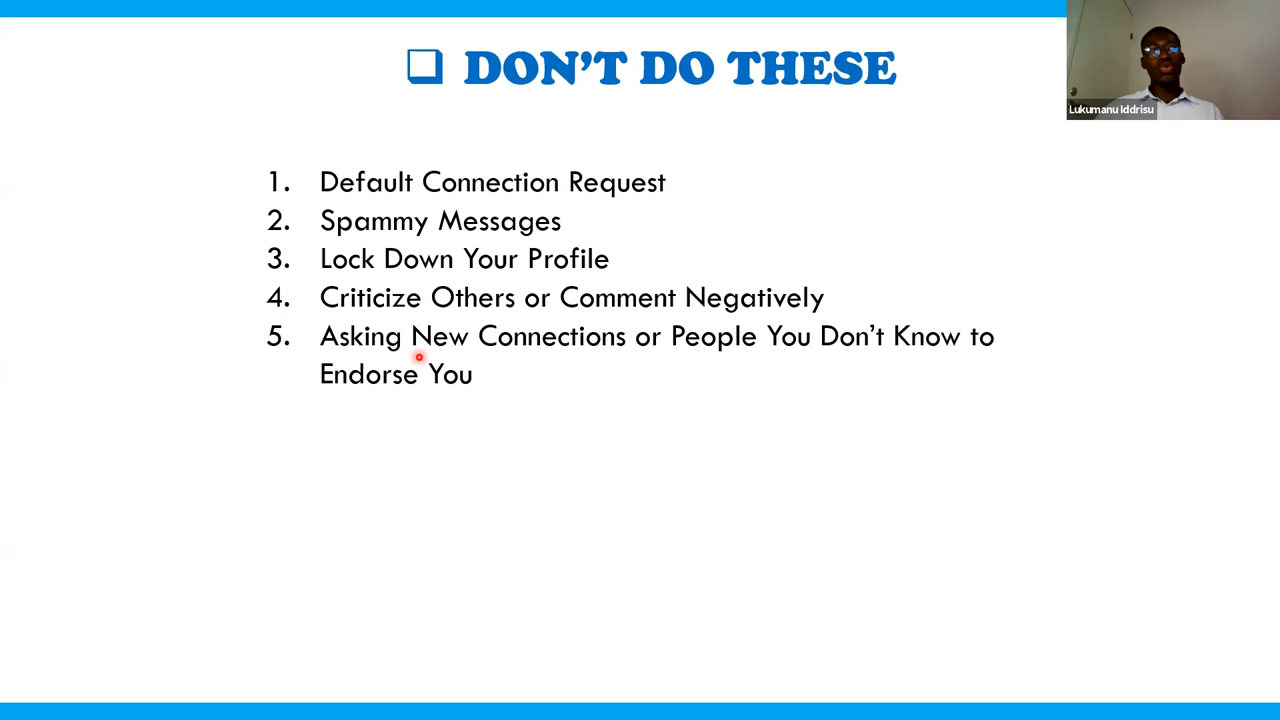 ❑ DON'T DO THESE
Lukumanu Iddrisu
1. Default Connection Request
2. Spammy Messages
3. Lock Down Your Profile
4. Criticize Others or Comment Negatively
5. Asking New Connections or People You Don't Know to
Endorse You